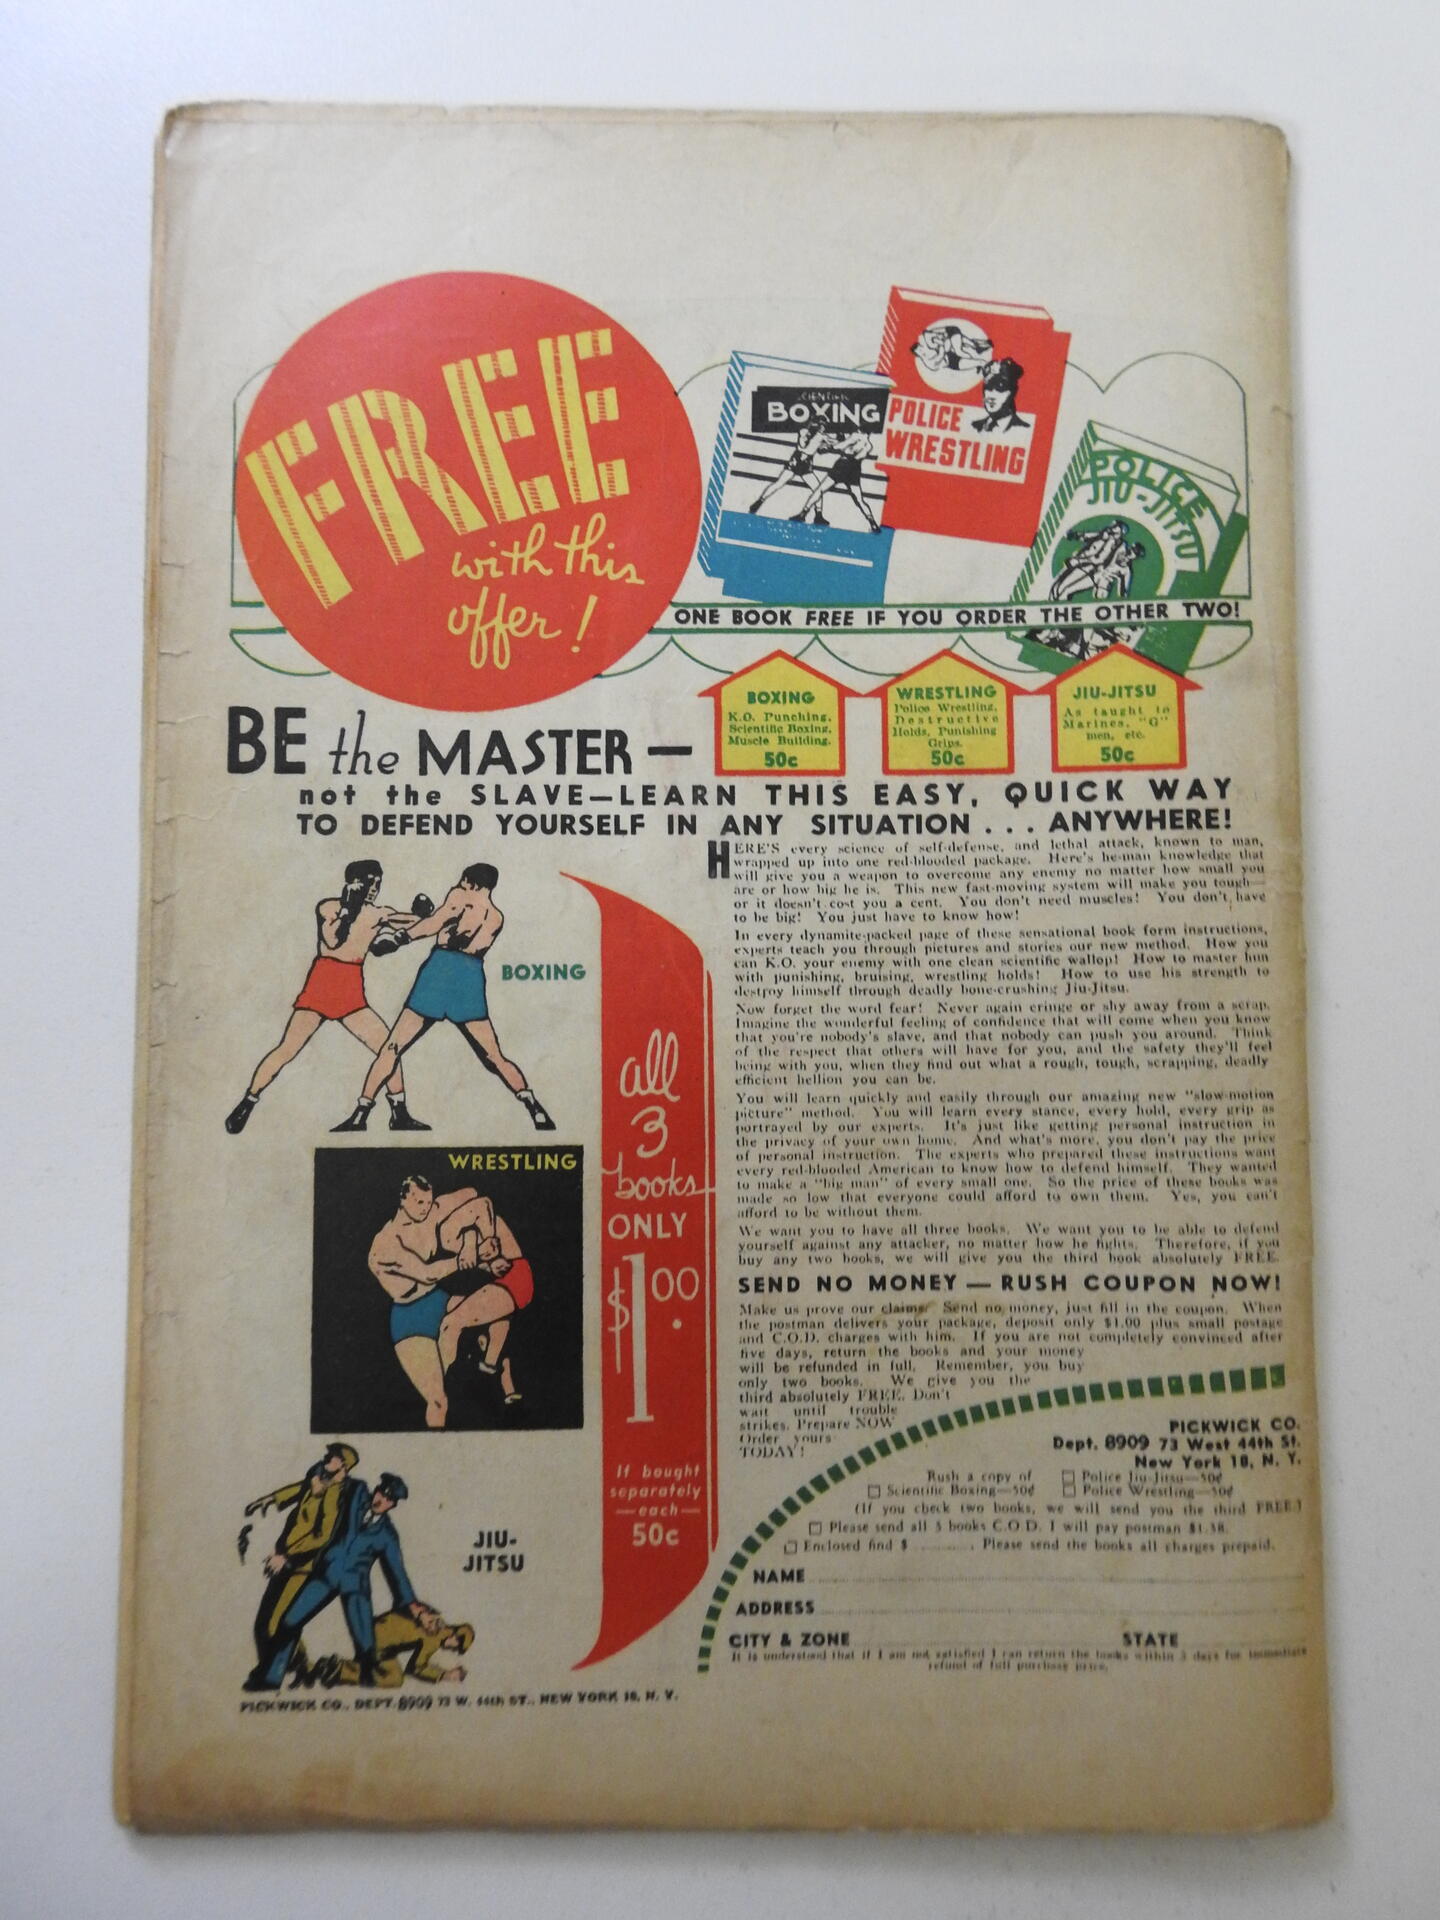 FREE
with this
offer!
SCIENTIFIC
BOXING
POLICE
WRESTLING
POLICE
JIU-JITSU
ONE BOOK FREE IF YOU ORDER THE OTHER TWO!
BOXING
K.O. Punching,
Scientific Boxing,
Muscle Building.
50c
WRESTLING
Police Wrestling,
Destructive
Holds, Punishing
Grips.
50c
JIU-JITSU
As taught to
Marines, "G"
men, etc.
50c
BE the MASTER —
not the SLAVE—LEARN THIS EASY, QUICK WAY
TO DEFEND YOURSELF IN ANY SITUATION . . . ANYWHERE!
HERE'S every science of self-defense, and lethal attack, known to man,
wrapped up into one red-blooded package. Here's he-man knowledge that
will give you a weapon to overcome any enemy no matter how small you
are or how big he is. This new fast-moving system will make you tough—
or it doesn't cost you a cent. You don't need muscles! You don't have
to be big! You just have to know how!
In every dynamite-packed page of these sensational book form instructions,
experts teach you through pictures and stories our new method. How you
can K.O. your enemy with one clean scientific wallop! How to master him
with punishing, bruising, wrestling holds! How to use his strength to
destroy himself through deadly bone-crushing Jiu-Jitsu.
Now forget the word fear! Never again cringe or shy away from a scrap.
Imagine the wonderful feeling of confidence that will come when you know
that you're nobody's slave, and that nobody can push you around. Think
of the respect that others will have for you, and the safety they'll feel
being with you, when they find out what a rough, tough, scrapping, deadly
efficient hellion you can be.
You will learn quickly and easily through our amazing new "slow-motion
picture" method. You will learn every stance, every hold, every grip as
portrayed by our experts. It's just like getting personal instruction in
the privacy of your own home. And what's more, you don't pay the price
of personal instruction. The experts who prepared these instructions want
every red-blooded American to know how to defend himself. They wanted
to make a "big man" of every small one. So the price of these books was
made so low that everyone could afford to own them. Yes, you can't
afford to be without them.
We want you to have all three books. We want you to be able to defend
yourself against any attacker, no matter how he fights. Therefore, if you
buy any two books, we will give you the third book absolutely FREE.
SEND NO MONEY — RUSH COUPON NOW!
Make us prove our claims. Send no money, just fill in the coupon. When
the postman delivers your package, deposit only $1.00 plus small postage
and C.O.D. charges with him. If you are not completely convinced after
five days, return the books and your money
will be refunded in full. Remember, you buy
only two books. We give you the
third absolutely FREE. Don't
wait until trouble
strikes. Prepare NOW
Order yours
TODAY!
BOXING
WRESTLING
JIU-
JITSU
all
3
books
ONLY
$1.00
If bought
separately
—each—
50c
PICKWICK CO.
Dept. 8909 73 West 44th St.
New York 18, N. Y.
Rush a copy of □ Police Jiu-Jitsu—50¢
□ Scientific Boxing—50¢ □ Police Wrestling—50¢
(If you check two books, we will send you the third FREE.)
□ Please send all 3 books C.O.D. I will pay postman $1.38.
□ Enclosed find $ .......... Please send the books all charges prepaid.
NAME
ADDRESS
CITY & ZONE STATE
It is understood that if I am not satisfied I can return the books within 5 days for immediate
refund of full purchase price.
PICKWICK CO., DEPT. 8909 73 W. 44th ST., NEW YORK 18, N. Y.